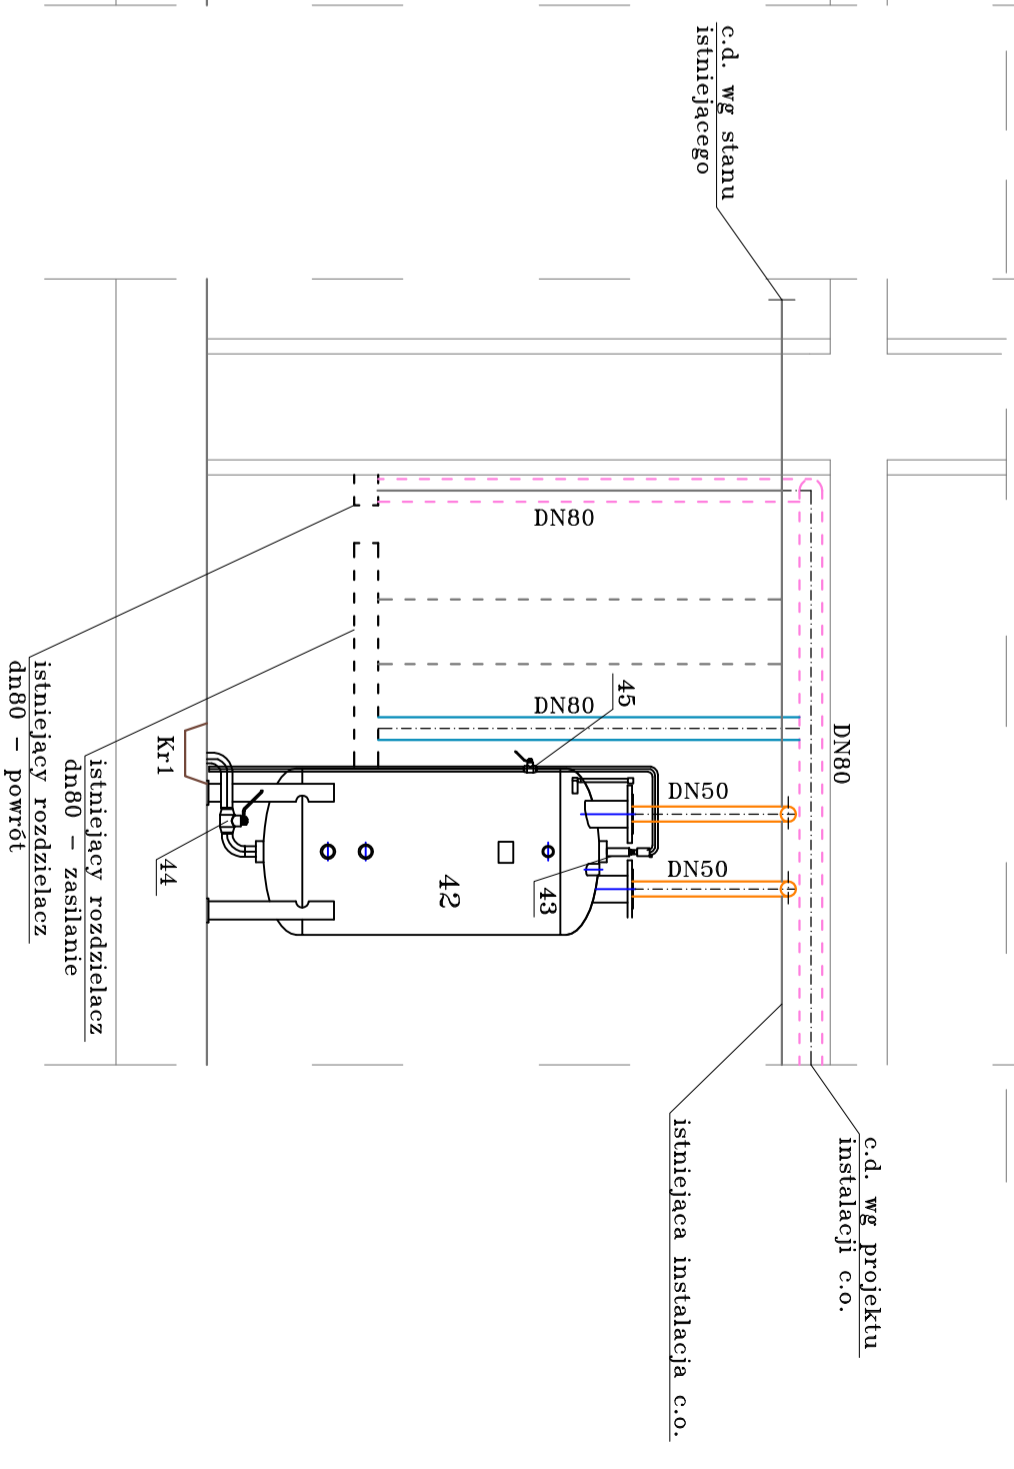 c.d. wg stanu
istniejącego
DN80
DN80
DN80
45
DN50
DN50
43
42
44
Kr1
istniejący rozdzielacz
dn80 - zasilanie
istniejący rozdzielacz
dn80 - powrót
c.d. wg projektu
instalacji c.o.
istniejąca instalacja c.o.